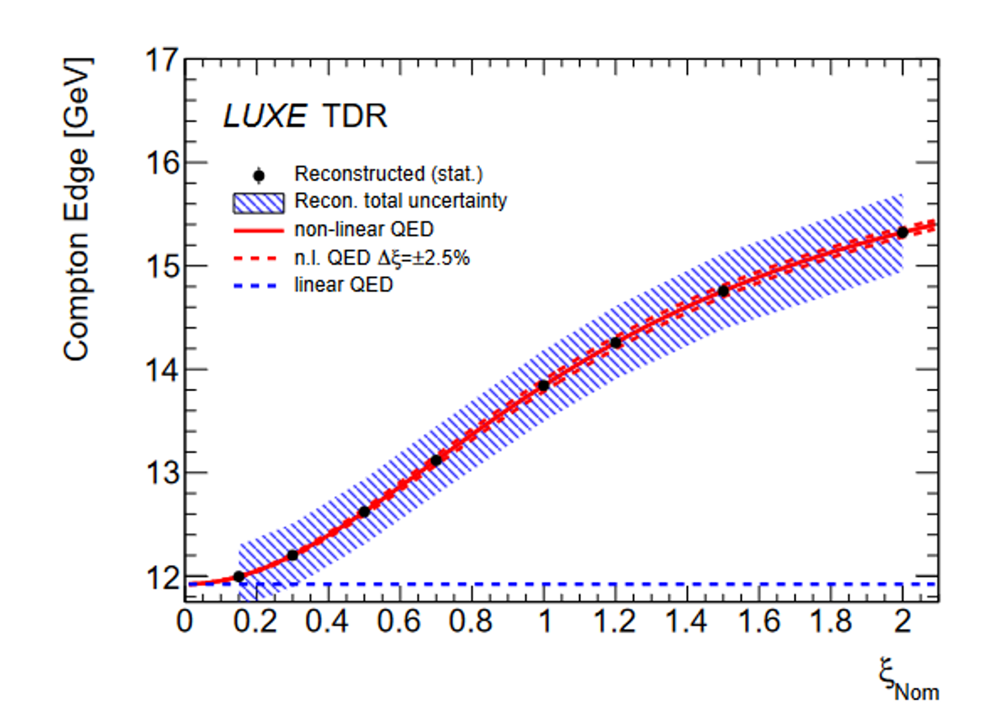 Compton Edge [GeV]
17
16
15
14
13
12
LUXE TDR
Reconstructed (stat.)
Recon. total uncertainty
non-linear QED
n.l. QED Δξ=±2.5%
linear QED
0 0.2 0.4 0.6 0.8 1 1.2 1.4 1.6 1.8 2
ξNom